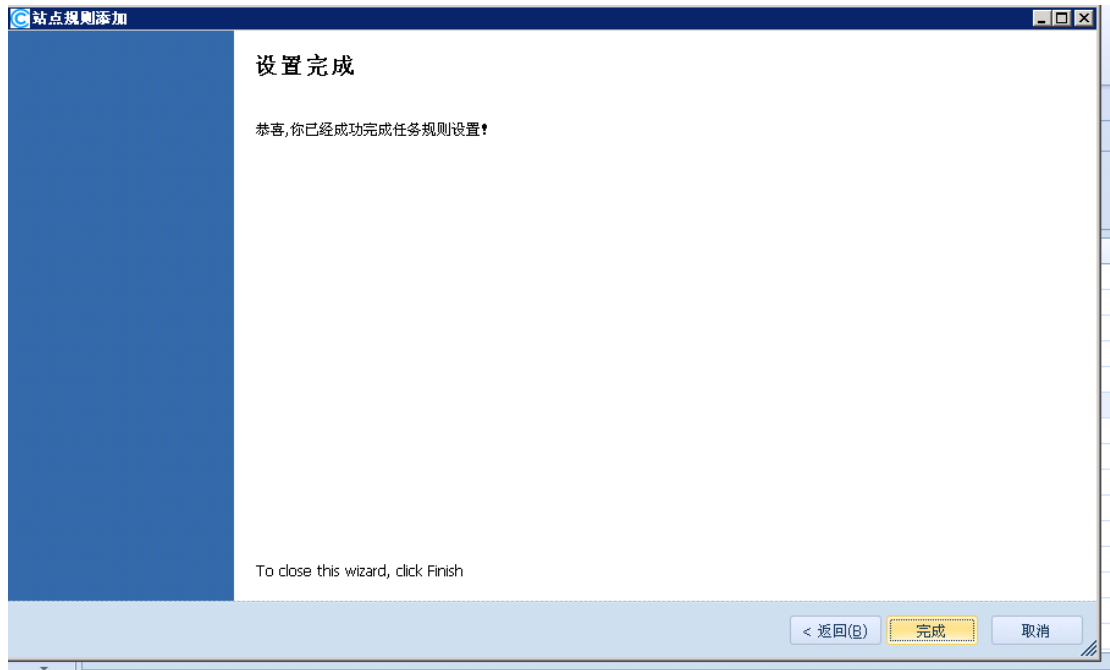 站点规则添加
设置完成
恭喜,你已经成功完成任务规则设置!
To close this wizard, click Finish
< 返回(B)
完成
取消